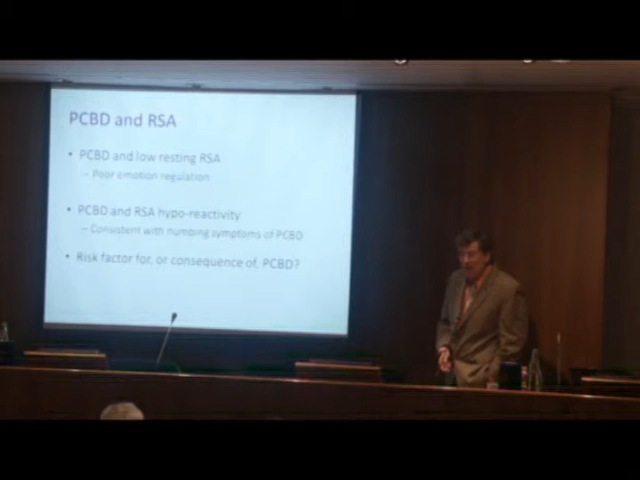 PCBD and RSA
• PCBD and low resting RSA
– Poor emotion regulation
• PCBD and RSA hypo-reactivity
– Consistent with numbing symptoms of PCBD
• Risk factor for, or consequence of, PCBD?